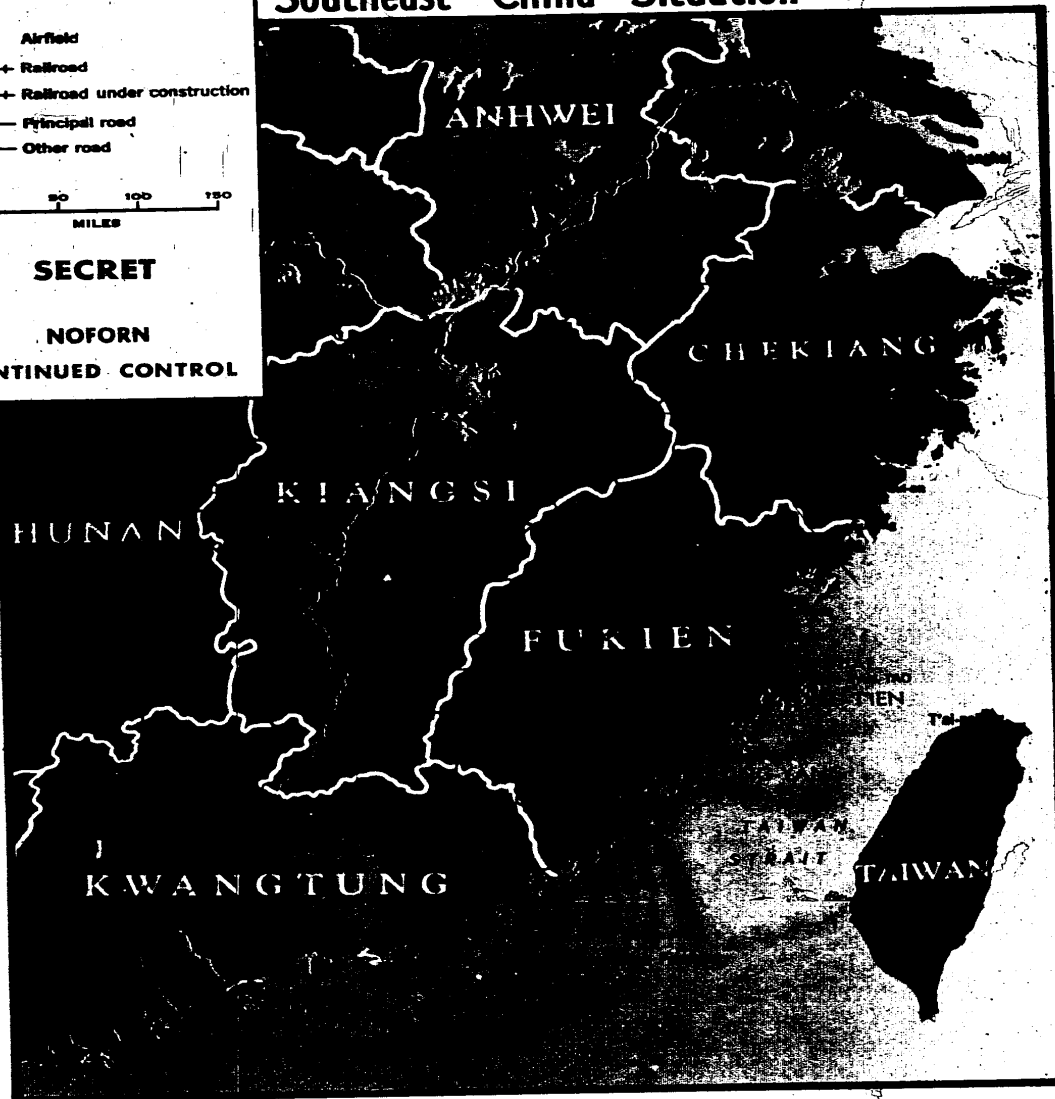 Southeast China Situation
Airfield
Railroad
Railroad under construction
Principal road
Other road
50 100 150
MILES
SECRET
NOFORN
NTINUED CONTROL
ANHWEI
CHEKIANG
KIANGSI
HUNAN
FUKIEN
TAIWAN
STRAIT
TAIWAN
KWANGTUNG